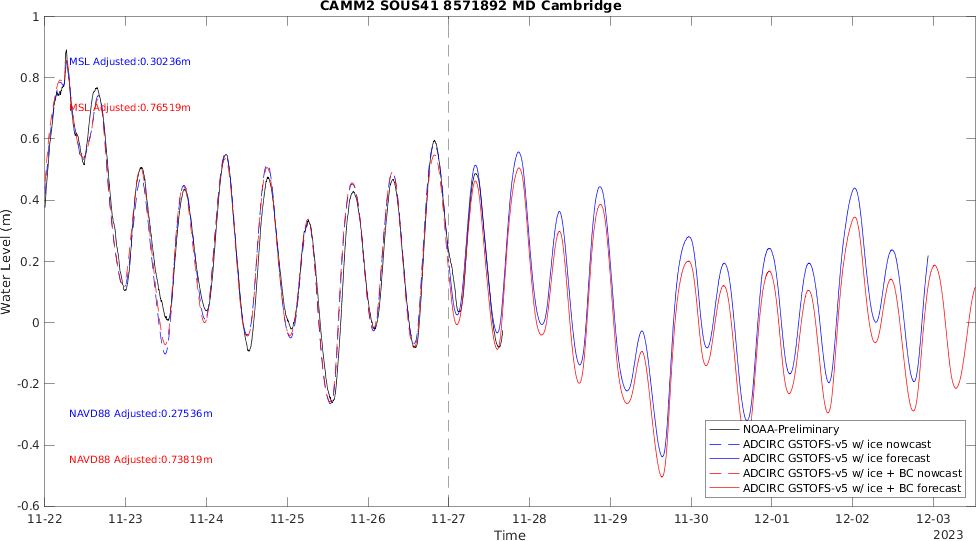 CAMM2 SOUS41 8571892 MD Cambridge
1
MSL Adjusted:0.30236m
0.8
MSL Adjusted:0.76519m
0.6
0.4
Water Level (m)
0.2
0
-0.2
NAVD88 Adjusted:0.27536m
NOAA-Preliminary
-0.4
ADCIRC GSTOFS-v5 w/ ice nowcast
NAVD88 Adjusted:0.73819m
ADCIRC GSTOFS-v5 w/ ice forecast
ADCIRC GSTOFS-v5 w/ ice + BC nowcast
ADCIRC GSTOFS-v5 w/ ice + BC forecast
-0.6
11-22 11-23 11-24 11-25 11-26 11-27 11-28 11-29 11-30 12-01 12-02 12-03
Time 2023